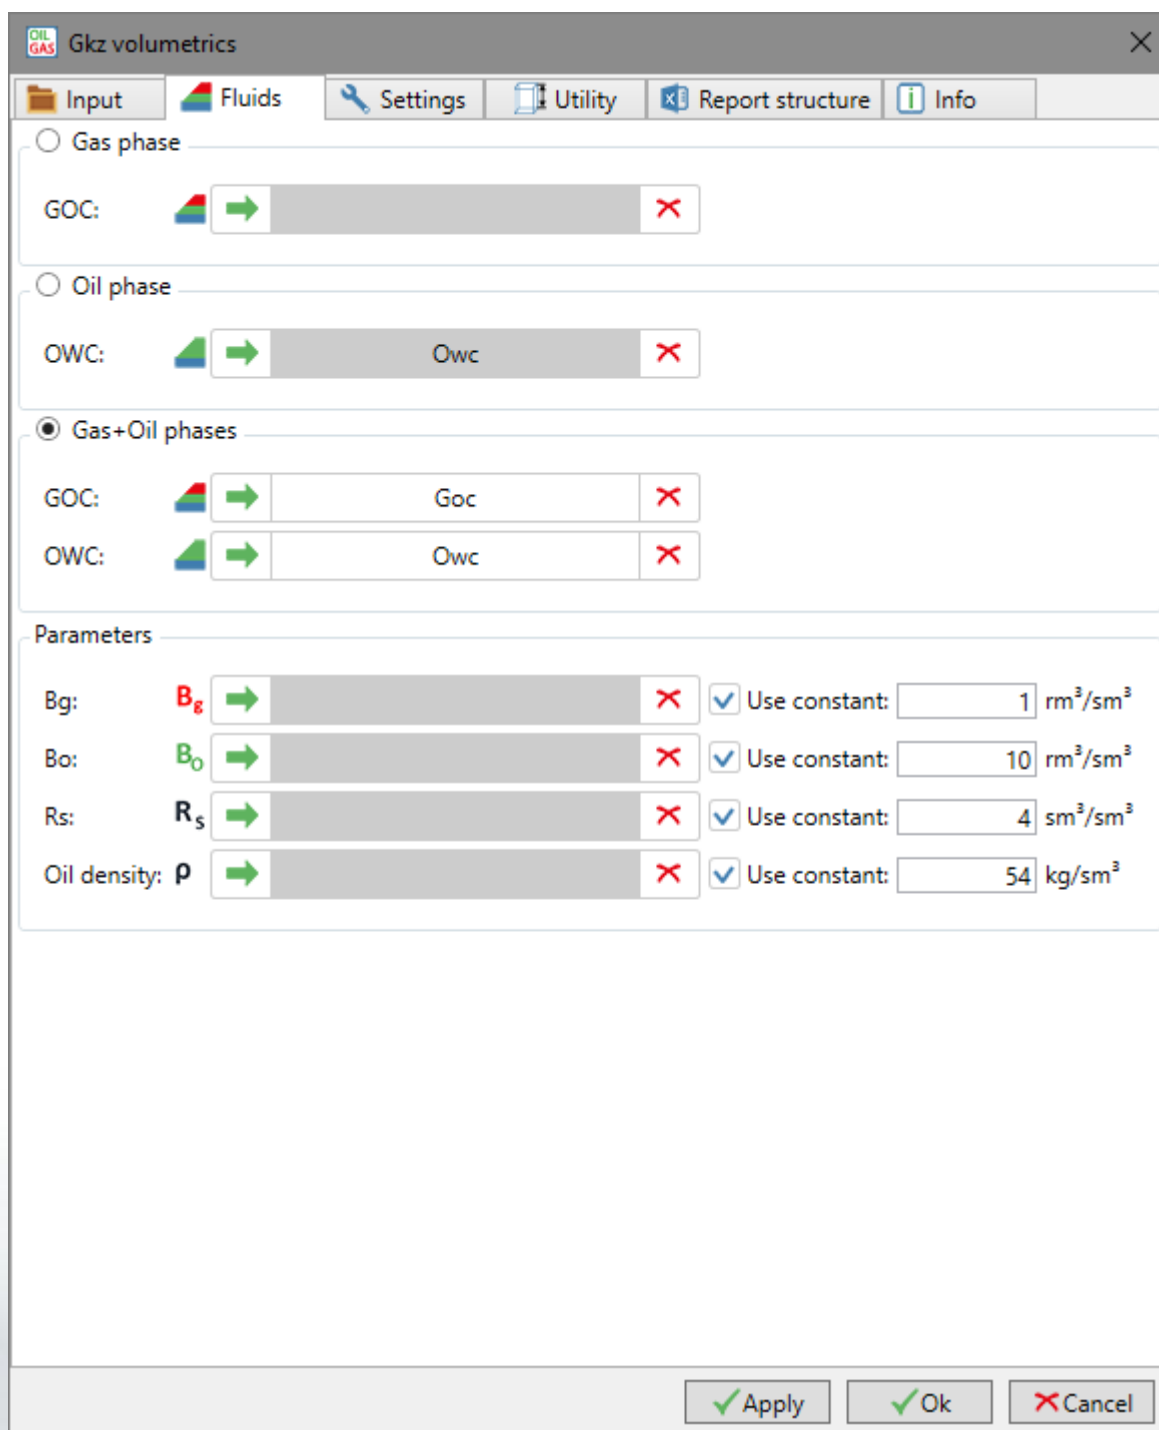 OIL GAS Gkz volumetrics
Input Fluids Settings Utility Report structure i Info
Gas phase
GOC:
Oil phase
OWC: Owc
Gas+Oil phases
GOC: Goc
OWC: Owc
Parameters
Bg: Bg Use constant: 1 rm³/sm³
Bo: BO Use constant: 10 rm³/sm³
Rs: Rs Use constant: 4 sm³/sm³
Oil density: ρ Use constant: 54 kg/sm³
Apply Ok Cancel